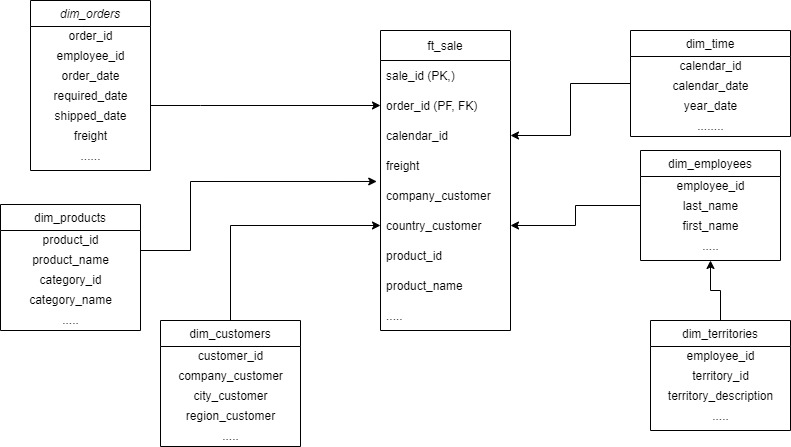 dim_orders
order_id
employee_id
order_date
required_date
shipped_date
freight
......
ft_sale
sale_id (PK,)
order_id (PF, FK)
calendar_id
freight
company_customer
country_customer
product_id
product_name
.....
dim_time
calendar_id
calendar_date
year_date
........
dim_employees
employee_id
last_name
first_name
.....
dim_products
product_id
product_name
category_id
category_name
.....
dim_customers
customer_id
company_customer
city_customer
region_customer
.....
dim_territories
employee_id
territory_id
territory_description
.....